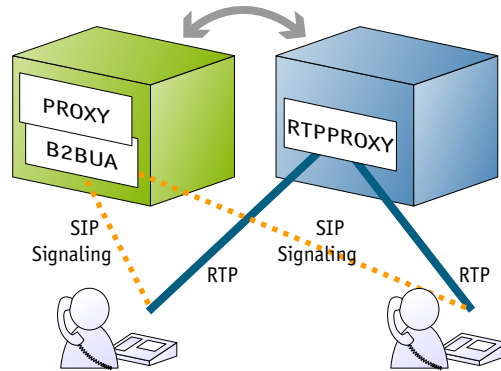 PROXY
B2BUA
RTPPROXY
SIP
Signaling
SIP
Signaling
RTP
RTP